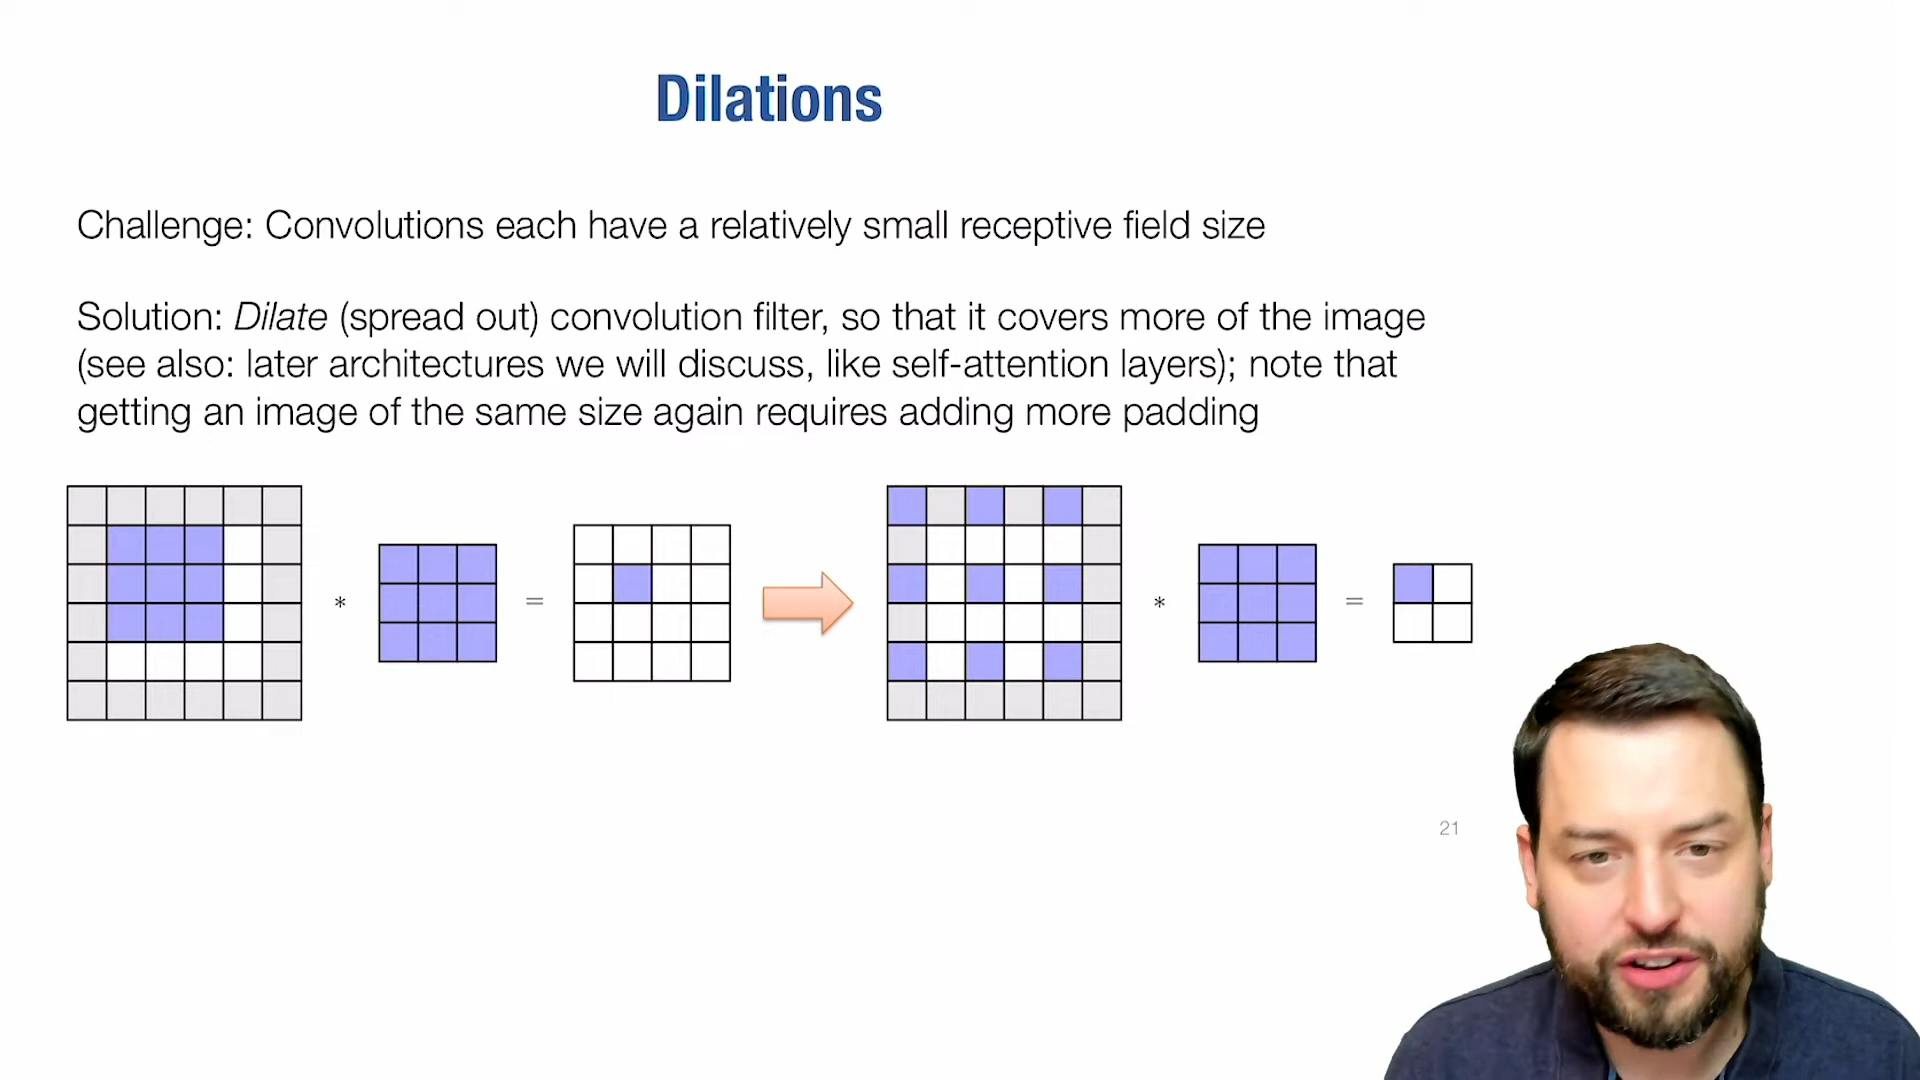 Dilations
Challenge: Convolutions each have a relatively small receptive field size
Solution: Dilate (spread out) convolution filter, so that it covers more of the image
(see also: later architectures we will discuss, like self-attention layers); note that
getting an image of the same size again requires adding more padding
* = * =
21